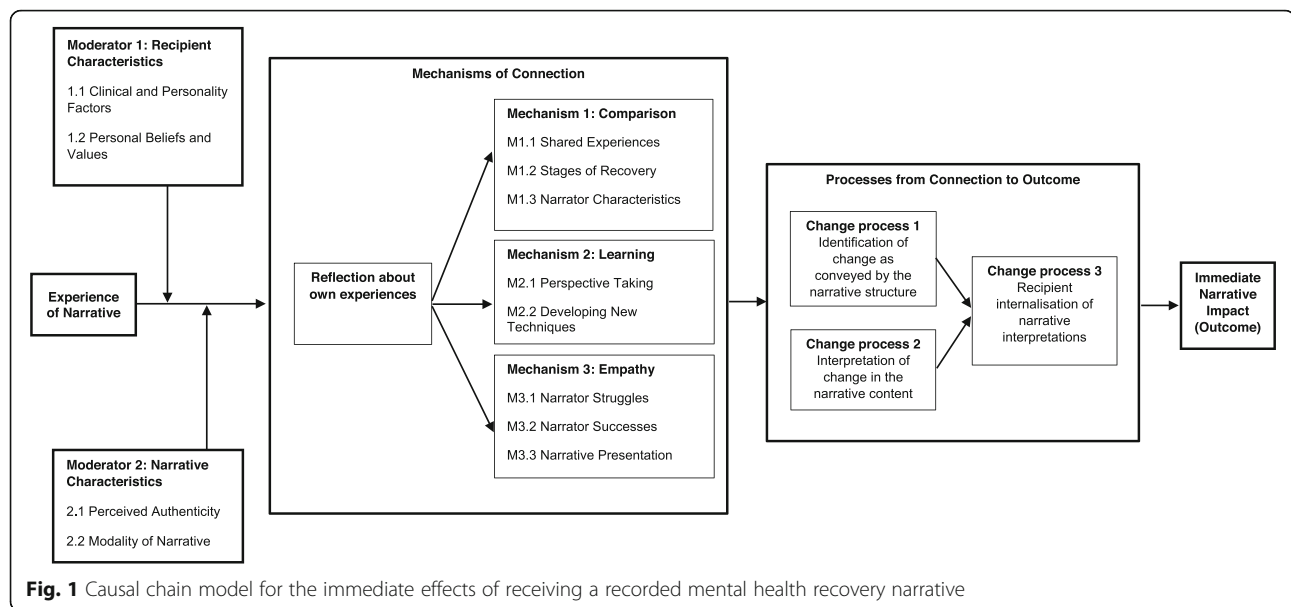 Moderator 1: Recipient
Characteristics
1.1 Clinical and Personality
Factors
1.2 Personal Beliefs and
Values
Experience
of Narrative
Moderator 2: Narrative
Characteristics
2.1 Perceived Authenticity
2.2 Modality of Narrative
Mechanisms of Connection
Reflection about
own experiences
Mechanism 1: Comparison
M1.1 Shared Experiences
M1.2 Stages of Recovery
M1.3 Narrator Characteristics
Mechanism 2: Learning
M2.1 Perspective Taking
M2.2 Developing New
Techniques
Mechanism 3: Empathy
M3.1 Narrator Struggles
M3.2 Narrator Successes
M3.3 Narrative Presentation
Processes from Connection to Outcome
Change process 1
Identification of
change as
conveyed by the
narrative structure
Change process 2
Interpretation of
change in the
narrative content
Change process 3
Recipient
internalisation of
narrative
interpretations
Immediate
Narrative
Impact
(Outcome)
Fig. 1 Causal chain model for the immediate effects of receiving a recorded mental health recovery narrative